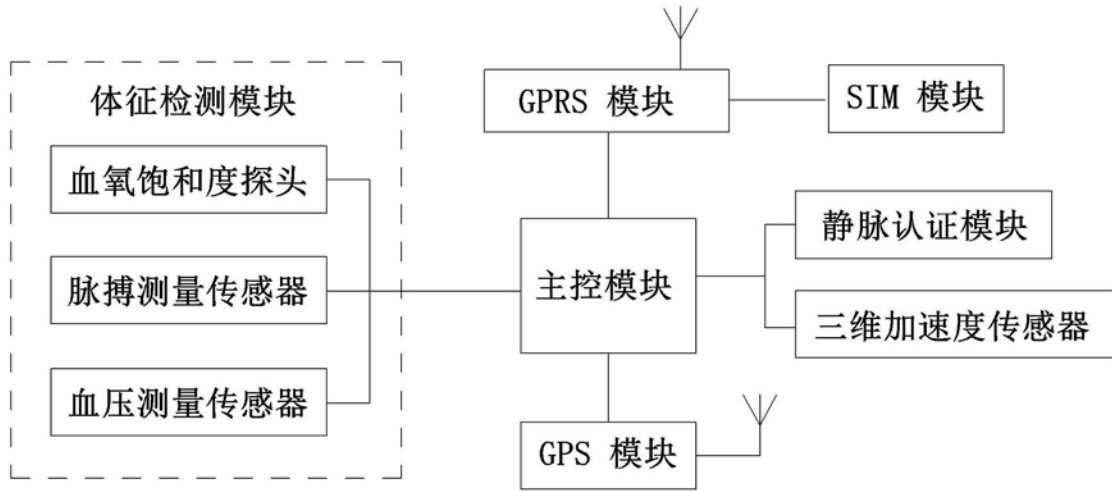 体征检测模块
血氧饱和度探头
脉搏测量传感器
血压测量传感器
GPRS 模块
SIM 模块
主控模块
静脉认证模块
三维加速度传感器
GPS 模块